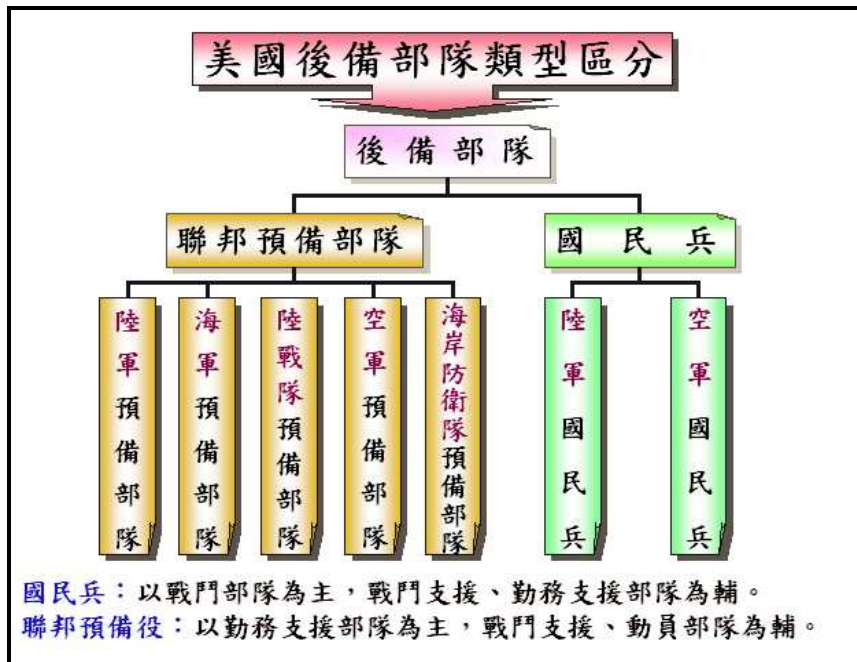 美國後備部隊類型區分
後備部隊
聯邦預備部隊
國民兵
陸軍預備部隊
海軍預備部隊
陸戰隊預備部隊
空軍預備部隊
海岸防衛隊預備部隊
陸軍國民兵
空軍國民兵
國民兵：以戰鬥部隊為主，戰鬥支援、勤務支援部隊為輔。
聯邦預備役：以勤務支援部隊為主，戰鬥支援、動員部隊為輔。